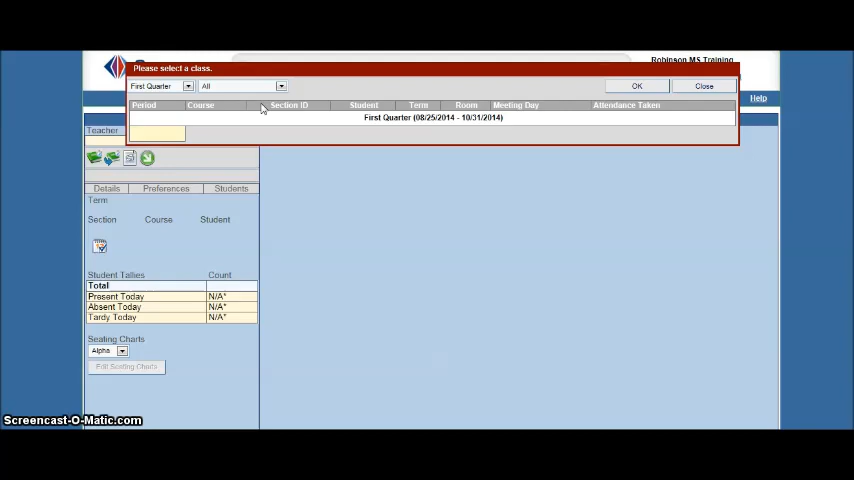 Robinson MS Training
Please select a class.
First Quarter All OK Close
Help
Period Course Section ID Student Term Room Meeting Day Attendance Taken
First Quarter (08/25/2014 - 10/31/2014)
Teacher
Details Preferences Students
Term
Section Course Student
Student Tallies Count
Total
Present Today N/A*
Absent Today N/A*
Tardy Today N/A*
Seating Charts
Alpha
Edit Seating Charts
Screencast-O-Matic.com